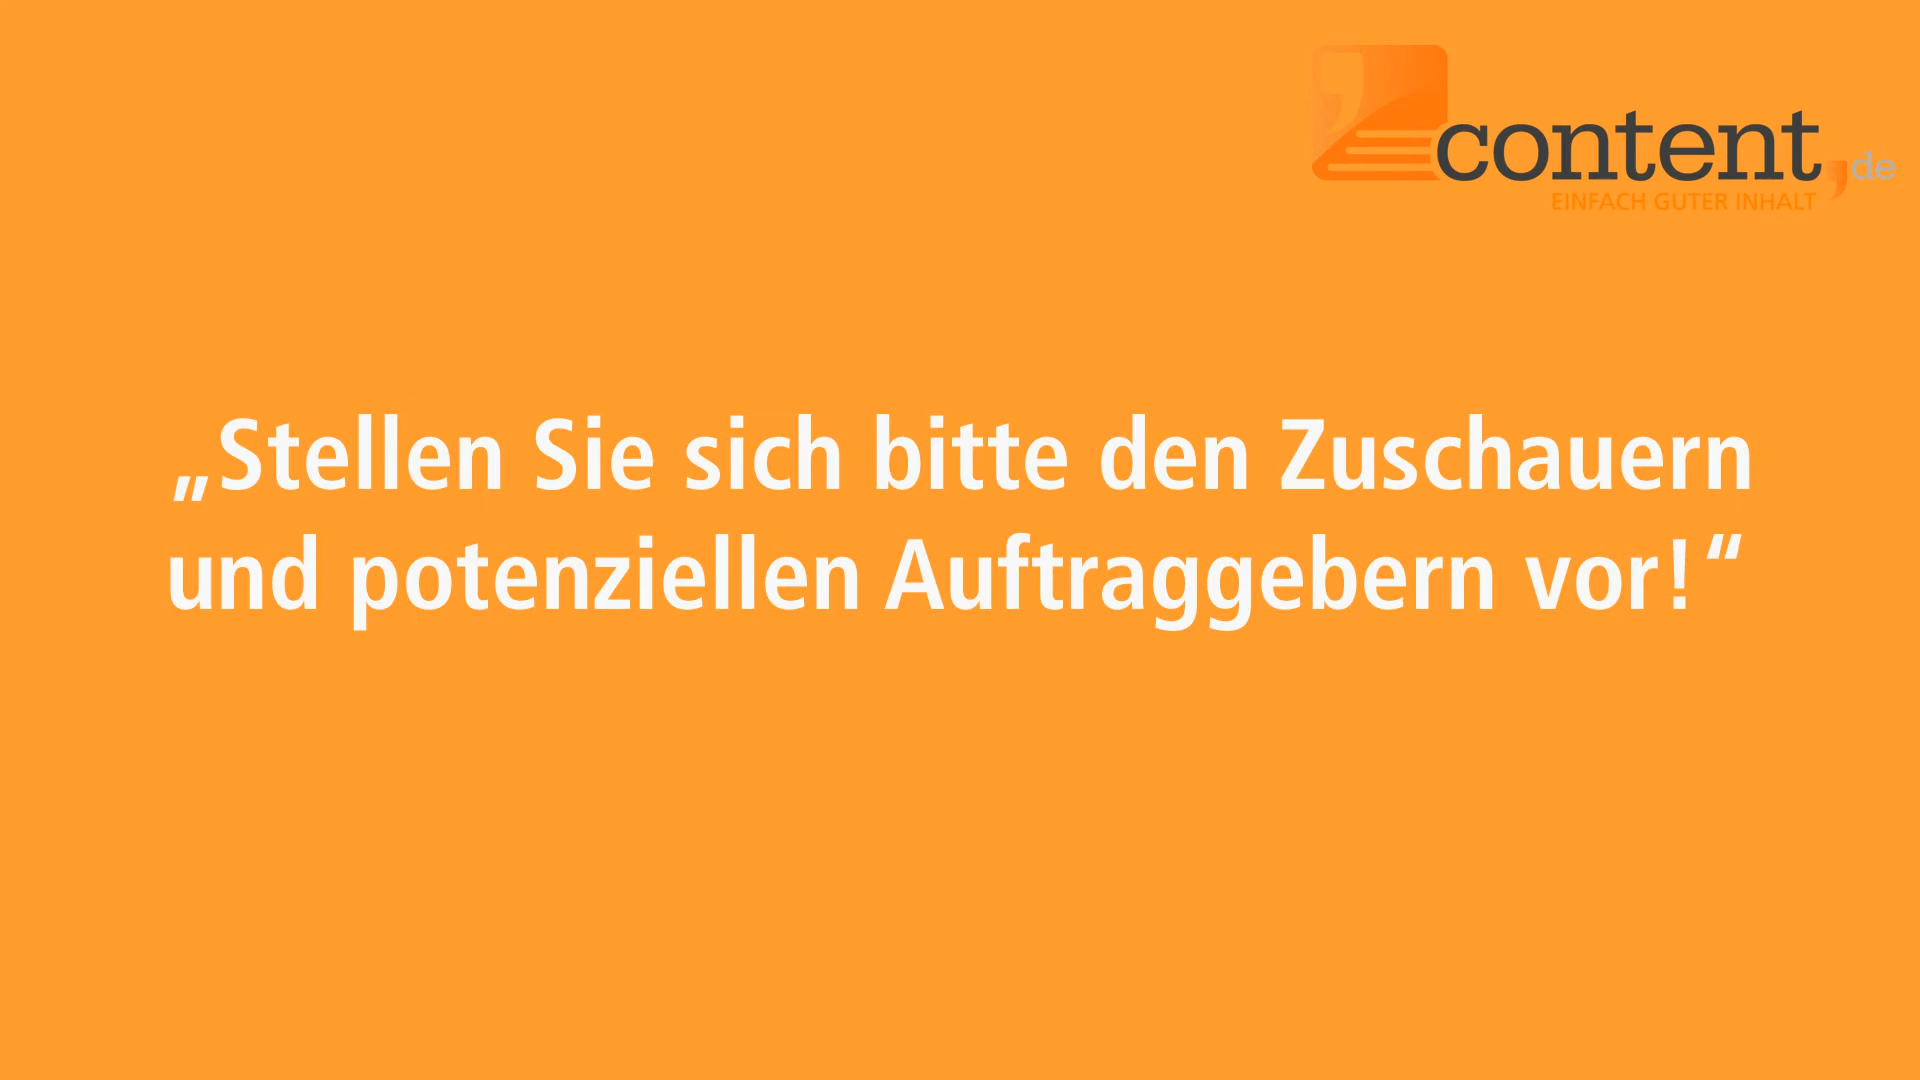 content,de
EINFACH GUTER INHALT
„Stellen Sie sich bitte den Zuschauern
und potenziellen Auftraggebern vor!“